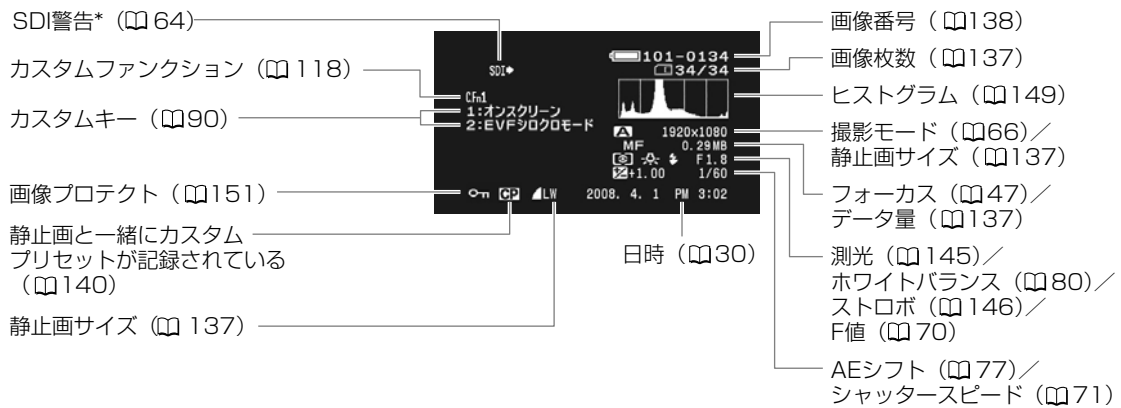 SDI警告*（64）
カスタムファンクション（118）
カスタムキー（90）
画像プロテクト（151）
静止画と一緒にカスタム
プリセットが記録されている
（140）
静止画サイズ（137）
101-0134
34/34
SDI
CFn1
1:オンスクリーン
2:EVFシロクロモード
A 1920x1080
MF 0.29MB
F1.8
+1.00 1/60
CP LW 2008. 4. 1 PM 3:02
日時（30）
画像番号（138）
画像枚数（137）
ヒストグラム（149）
撮影モード（66）／
静止画サイズ（137）
フォーカス（47）／
データ量（137）
測光（145）／
ホワイトバランス（80）／
ストロボ（146）／
F値（70）
AEシフト（77）／
シャッタースピード（71）